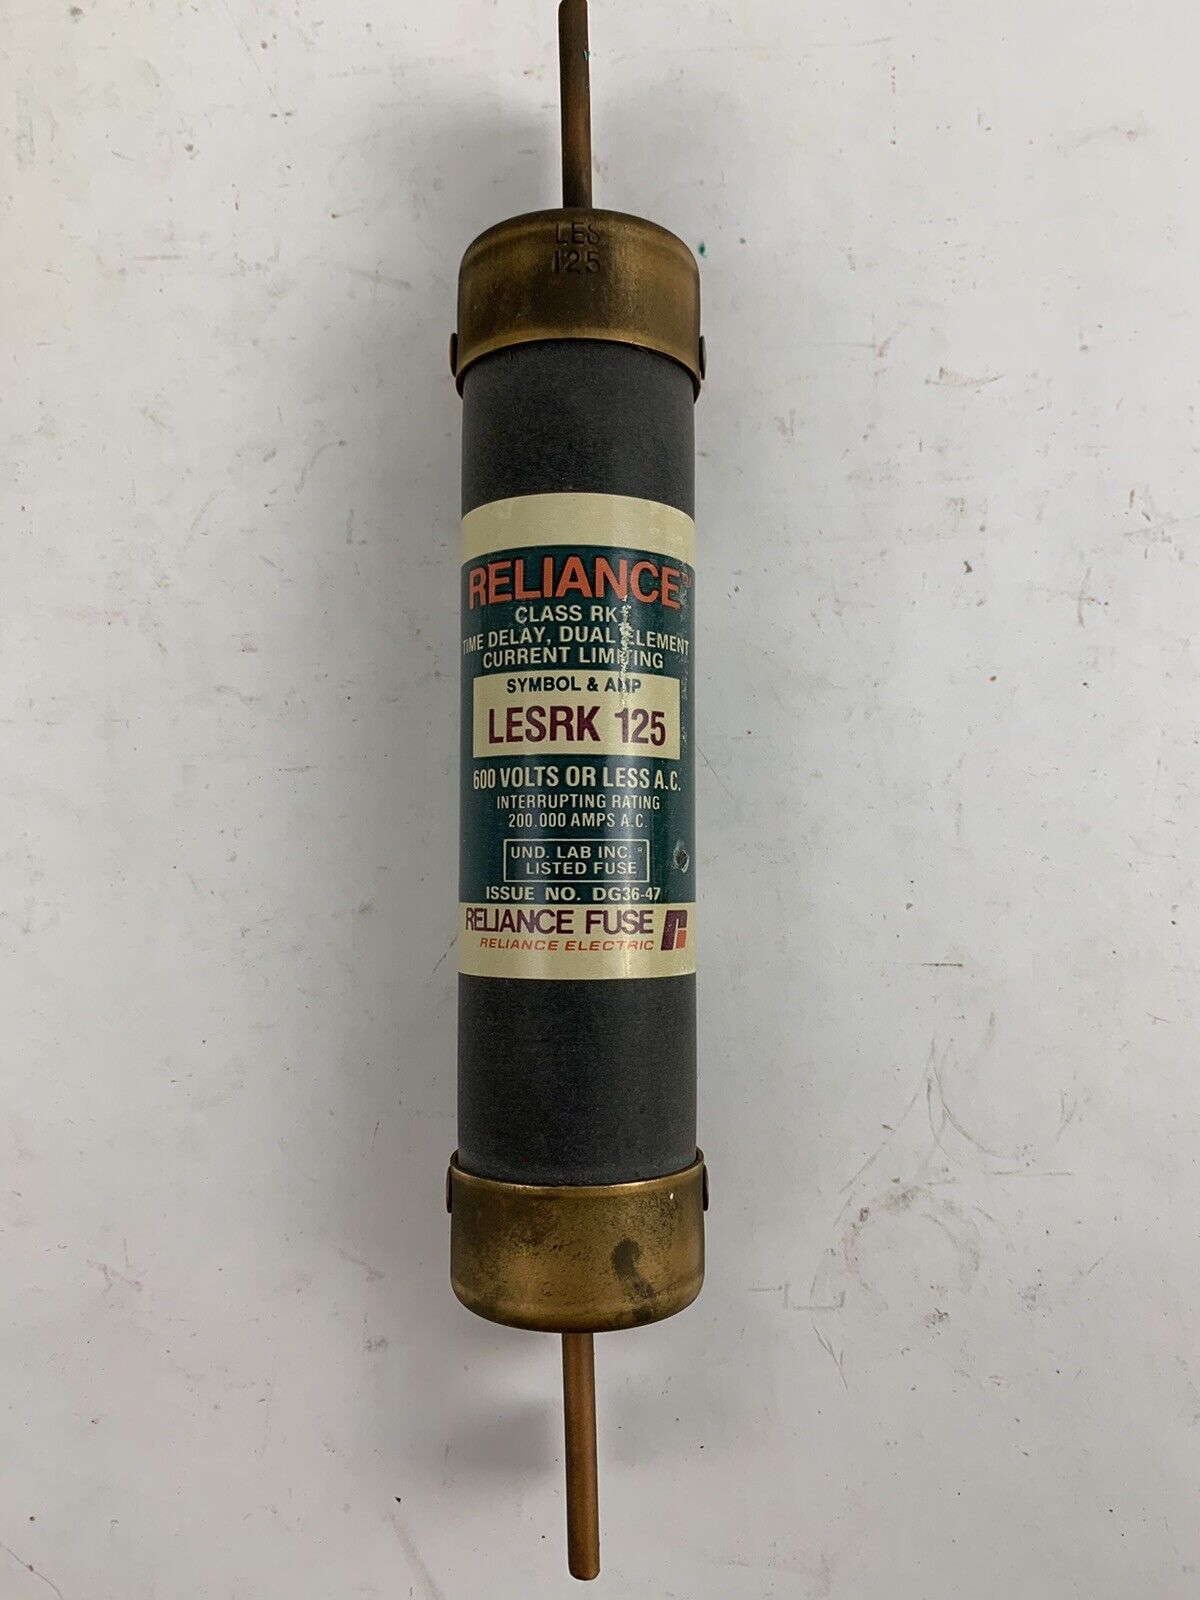 LES
125
RELIANCE™
CLASS RK
TIME DELAY, DUAL ELEMENT
CURRENT LIMITING
SYMBOL & AMP
LESRK 125
600 VOLTS OR LESS A.C.
INTERRUPTING RATING
200.000 AMPS A.C.
UND. LAB INC.®
LISTED FUSE
ISSUE NO. DG36-47
RELIANCE FUSE
RELIANCE ELECTRIC